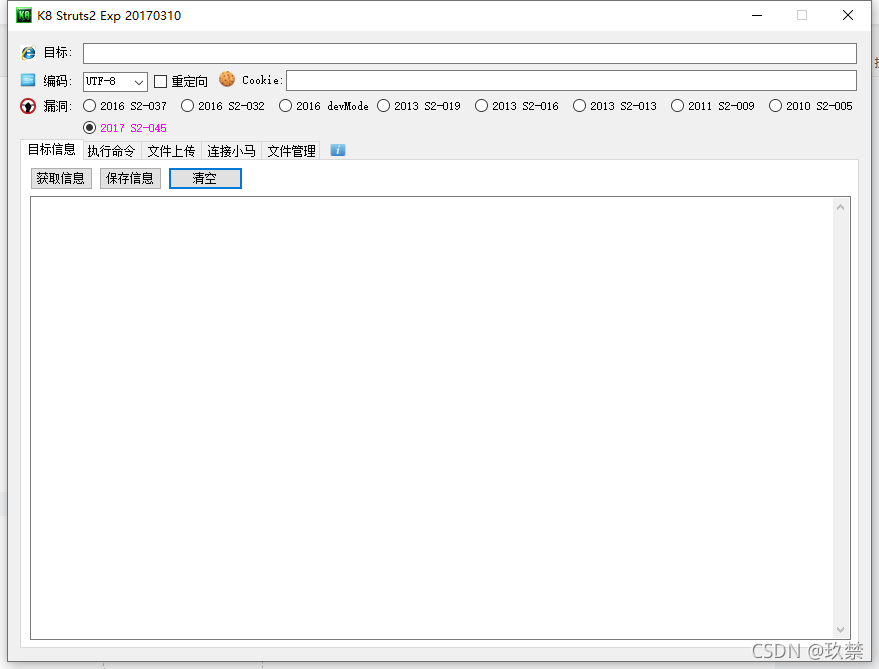 K8 Struts2 Exp 20170310
目标:
编码: UTF-8 重定向 Cookie:
漏洞: 2016 S2-037 2016 S2-032 2016 devMode 2013 S2-019 2013 S2-016 2013 S2-013 2011 S2-009 2010 S2-005
2017 S2-045
目标信息 执行命令 文件上传 连接小马 文件管理
获取信息 保存信息 清空
CSDN @玖禁